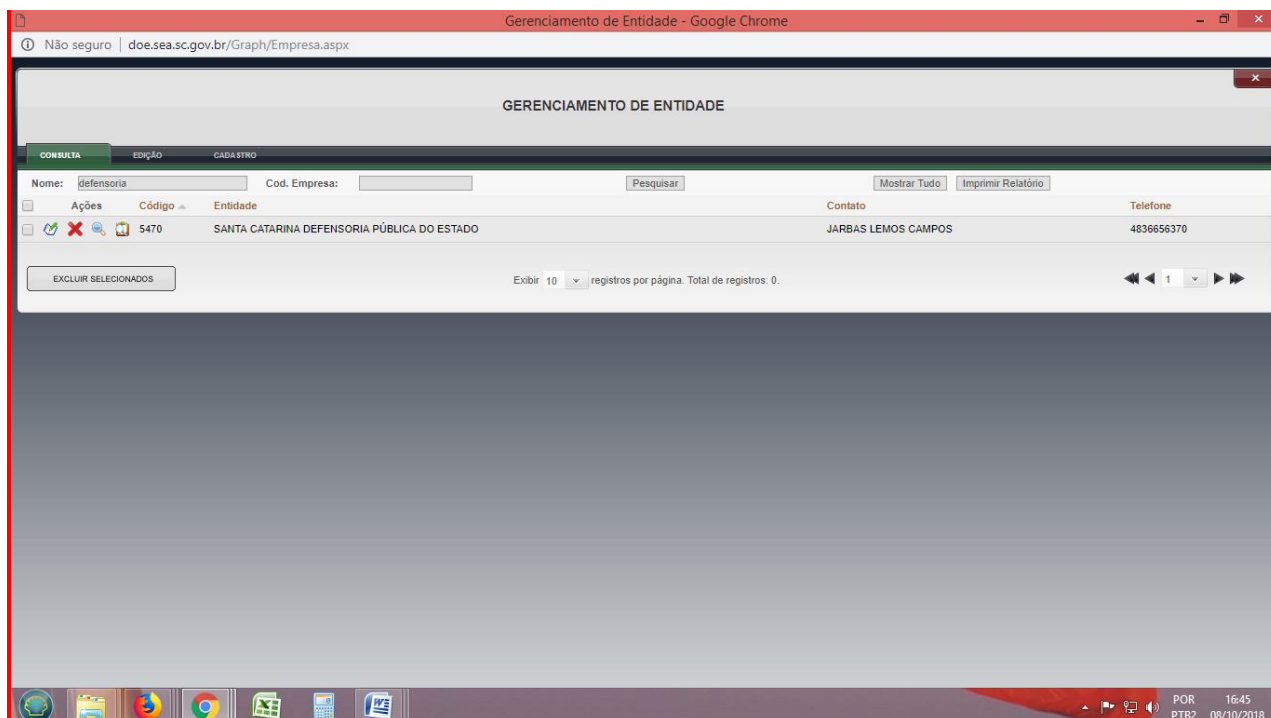 Gerenciamento de Entidade - Google Chrome
Não seguro | doe.sea.sc.gov.br/Graph/Empresa.aspx
GERENCIAMENTO DE ENTIDADE
CONSULTA EDIÇÃO CADASTRO
Nome: defensoria Cod. Empresa: Pesquisar Mostrar Tudo Imprimir Relatório
Ações Código Entidade Contato Telefone
5470 SANTA CATARINA DEFENSORIA PÚBLICA DO ESTADO JARBAS LEMOS CAMPOS 4836656370
EXCLUIR SELECIONADOS Exibir 10 registros por página. Total de registros: 0. 1
POR 16:45
PTB2 08/10/2018